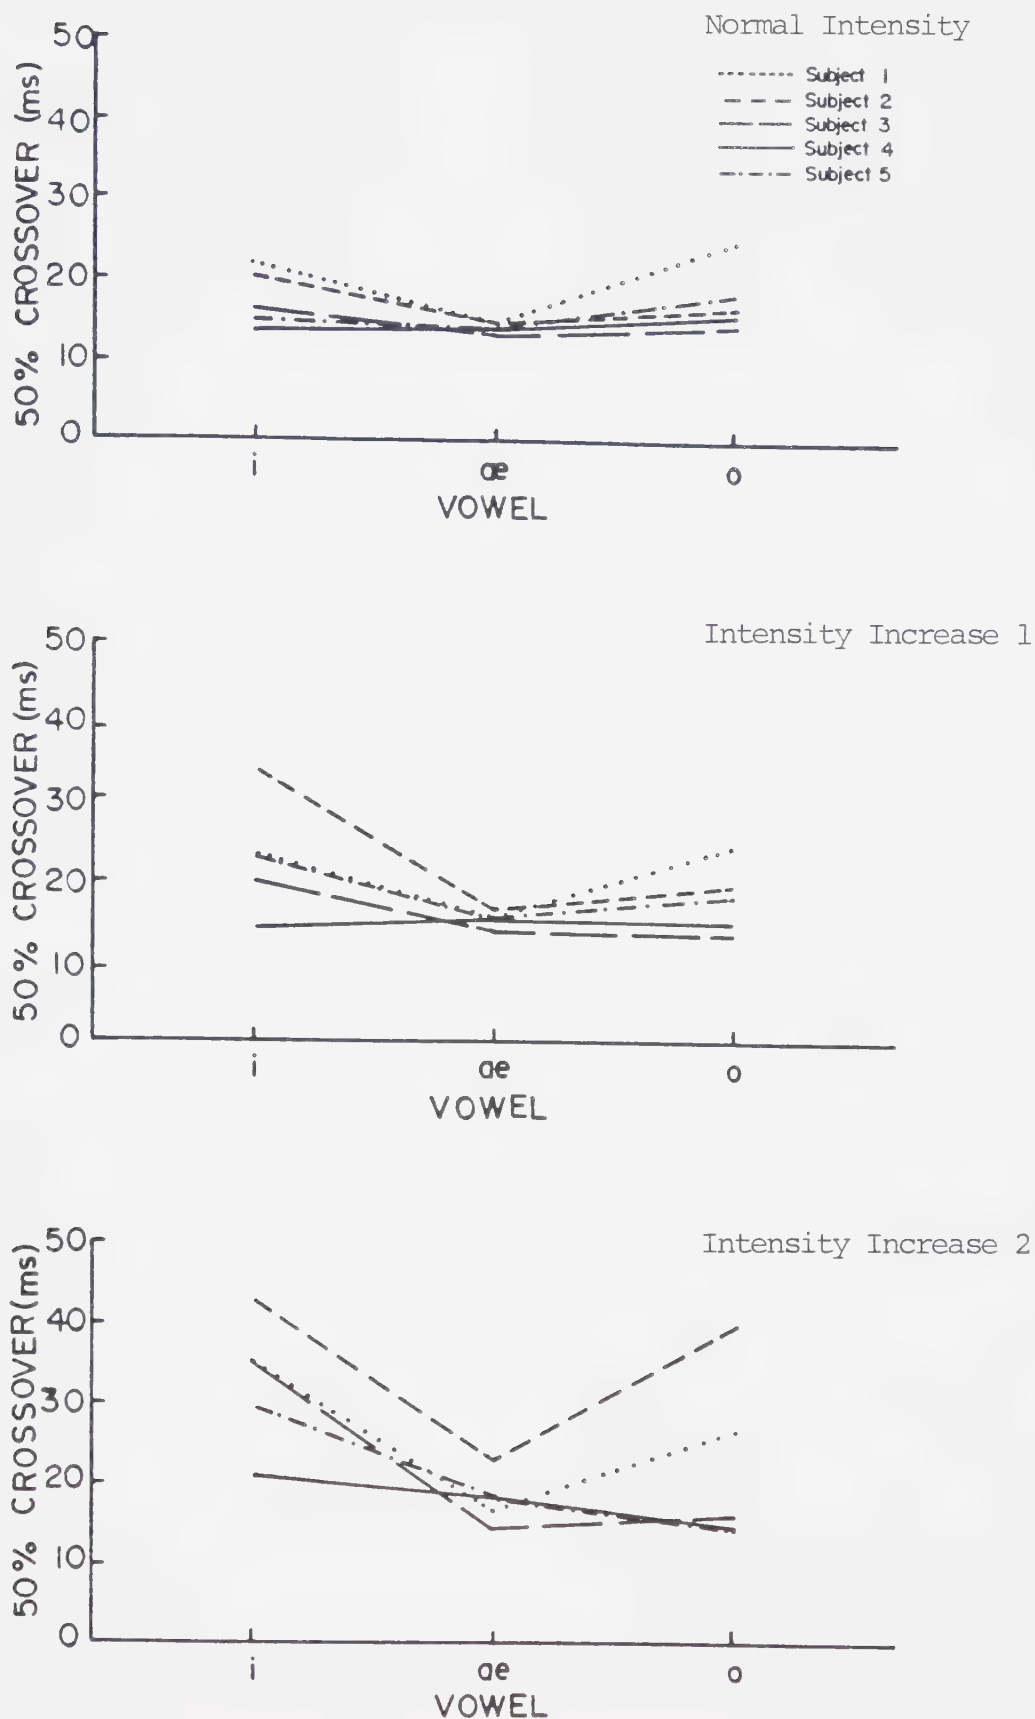 Normal Intensity
Subject 1
Subject 2
Subject 3
Subject 4
Subject 5
50% CROSSOVER (ms)
50
40
30
20
10
0
i ae o
VOWEL
Intensity Increase 1
50% CROSSOVER (ms)
50
40
30
20
10
0
i ae o
VOWEL
Intensity Increase 2
50% CROSSOVER (ms)
50
40
30
20
10
0
i ae o
VOWEL